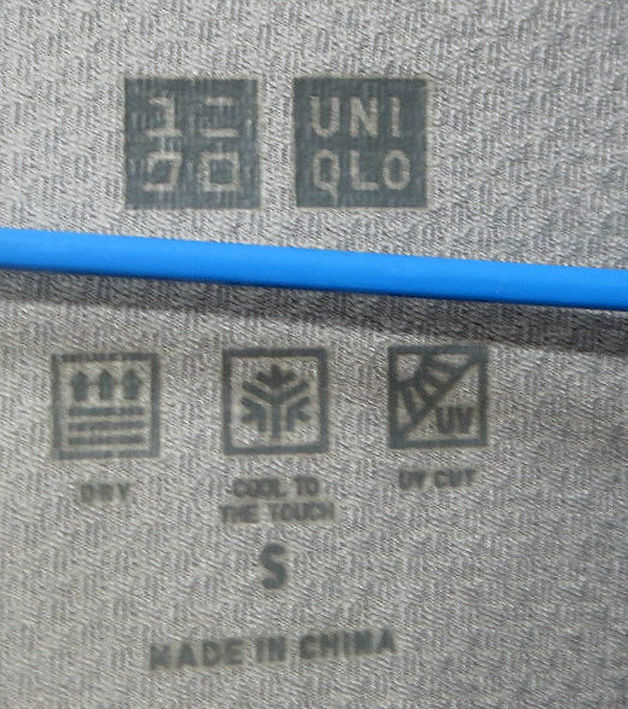 ユニ
クロ
UNI
QLO
UV
DRY
COOL TO
THE TOUCH
UV CUT
S
MADE IN CHINA